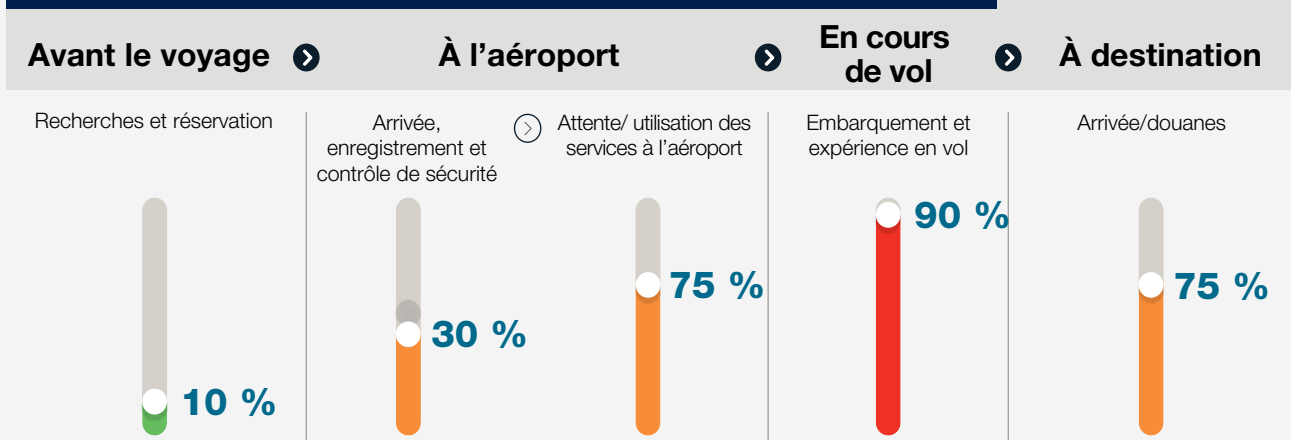 Avant le voyage
À l’aéroport
En cours
de vol
À destination
Recherches et réservation
Arrivée,
enregistrement et
contrôle de sécurité
Attente/ utilisation des
services à l’aéroport
Embarquement et
expérience en vol
Arrivée/douanes
10 %
30 %
75 %
90 %
75 %